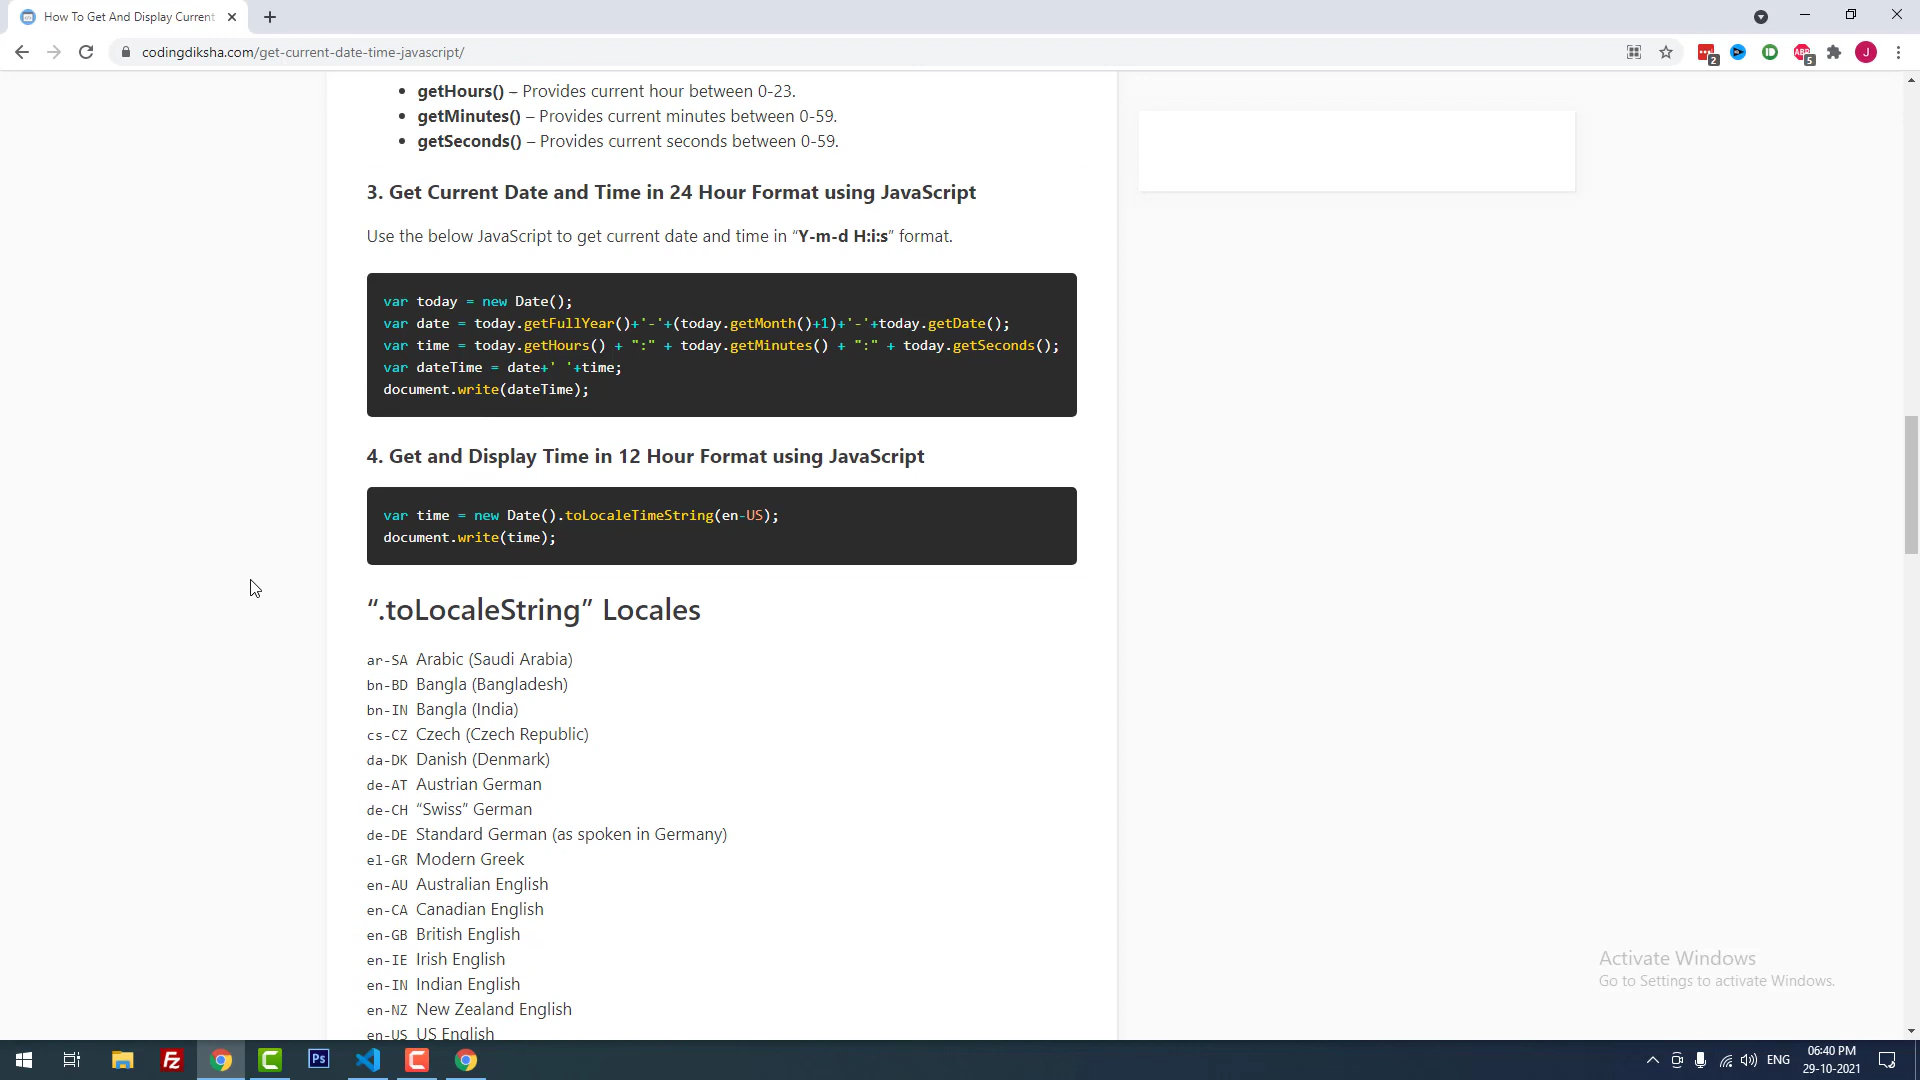 How To Get And Display Current
codingdiksha.com/get-current-date-time-javascript/
2
ABP
5
J
getHours() – Provides current hour between 0-23.
getMinutes() – Provides current minutes between 0-59.
getSeconds() – Provides current seconds between 0-59.
3. Get Current Date and Time in 24 Hour Format using JavaScript
Use the below JavaScript to get current date and time in “Y-m-d H:i:s” format.
var today = new Date();
var date = today.getFullYear()+'-'+(today.getMonth()+1)+'-'+today.getDate();
var time = today.getHours() + ":" + today.getMinutes() + ":" + today.getSeconds();
var dateTime = date+' '+time;
document.write(dateTime);
4. Get and Display Time in 12 Hour Format using JavaScript
var time = new Date().toLocaleTimeString(en-US);
document.write(time);
“.toLocaleString” Locales
ar-SA Arabic (Saudi Arabia)
bn-BD Bangla (Bangladesh)
bn-IN Bangla (India)
cs-CZ Czech (Czech Republic)
da-DK Danish (Denmark)
de-AT Austrian German
de-CH “Swiss” German
de-DE Standard German (as spoken in Germany)
el-GR Modern Greek
en-AU Australian English
en-CA Canadian English
en-GB British English
en-IE Irish English
en-IN Indian English
en-NZ New Zealand English
en-US US English
Activate Windows
Go to Settings to activate Windows.
Fz
C
Ps
C
ENG
06:40 PM
29-10-2021